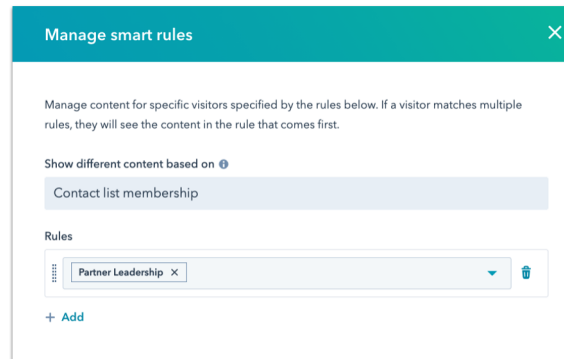 Manage smart rules
Manage content for specific visitors specified by the rules below. If a visitor matches multiple
rules, they will see the content in the rule that comes first.
Show different content based on
Contact list membership
Rules
Partner Leadership
+ Add